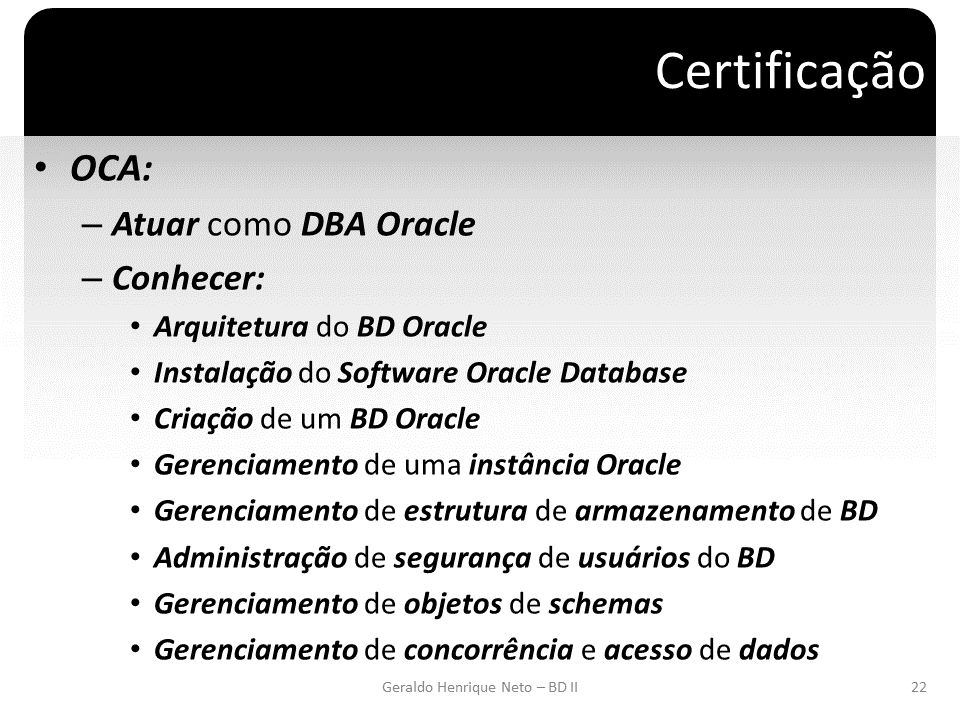 Certificação
• OCA:
– Atuar como DBA Oracle
– Conhecer:
• Arquitetura do BD Oracle
• Instalação do Software Oracle Database
• Criação de um BD Oracle
• Gerenciamento de uma instância Oracle
• Gerenciamento de estrutura de armazenamento de BD
• Administração de segurança de usuários do BD
• Gerenciamento de objetos de schemas
• Gerenciamento de concorrência e acesso de dados
Geraldo Henrique Neto – BD II 22